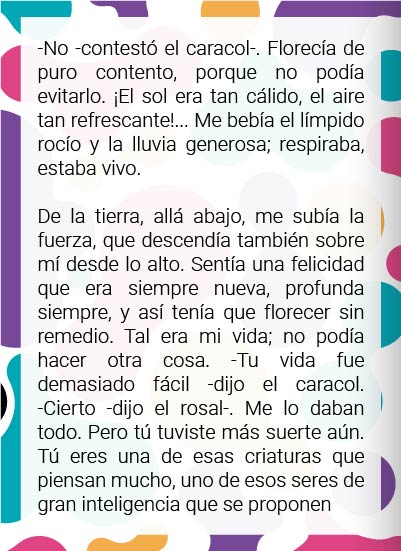 -No -contestó el caracol-. Florecía de
puro contento, porque no podía
evitarlo. ¡El sol era tan cálido, el aire
tan refrescante!... Me bebía el límpido
rocío y la lluvia generosa; respiraba,
estaba vivo.
De la tierra, allá abajo, me subía la
fuerza, que descendía también sobre
mí desde lo alto. Sentía una felicidad
que era siempre nueva, profunda
siempre, y así tenía que florecer sin
remedio. Tal era mi vida; no podía
hacer otra cosa. -Tu vida fue
demasiado fácil -dijo el caracol.
-Cierto -dijo el rosal-. Me lo daban
todo. Pero tú tuviste más suerte aún.
Tú eres una de esas criaturas que
piensan mucho, uno de esos seres de
gran inteligencia que se proponen